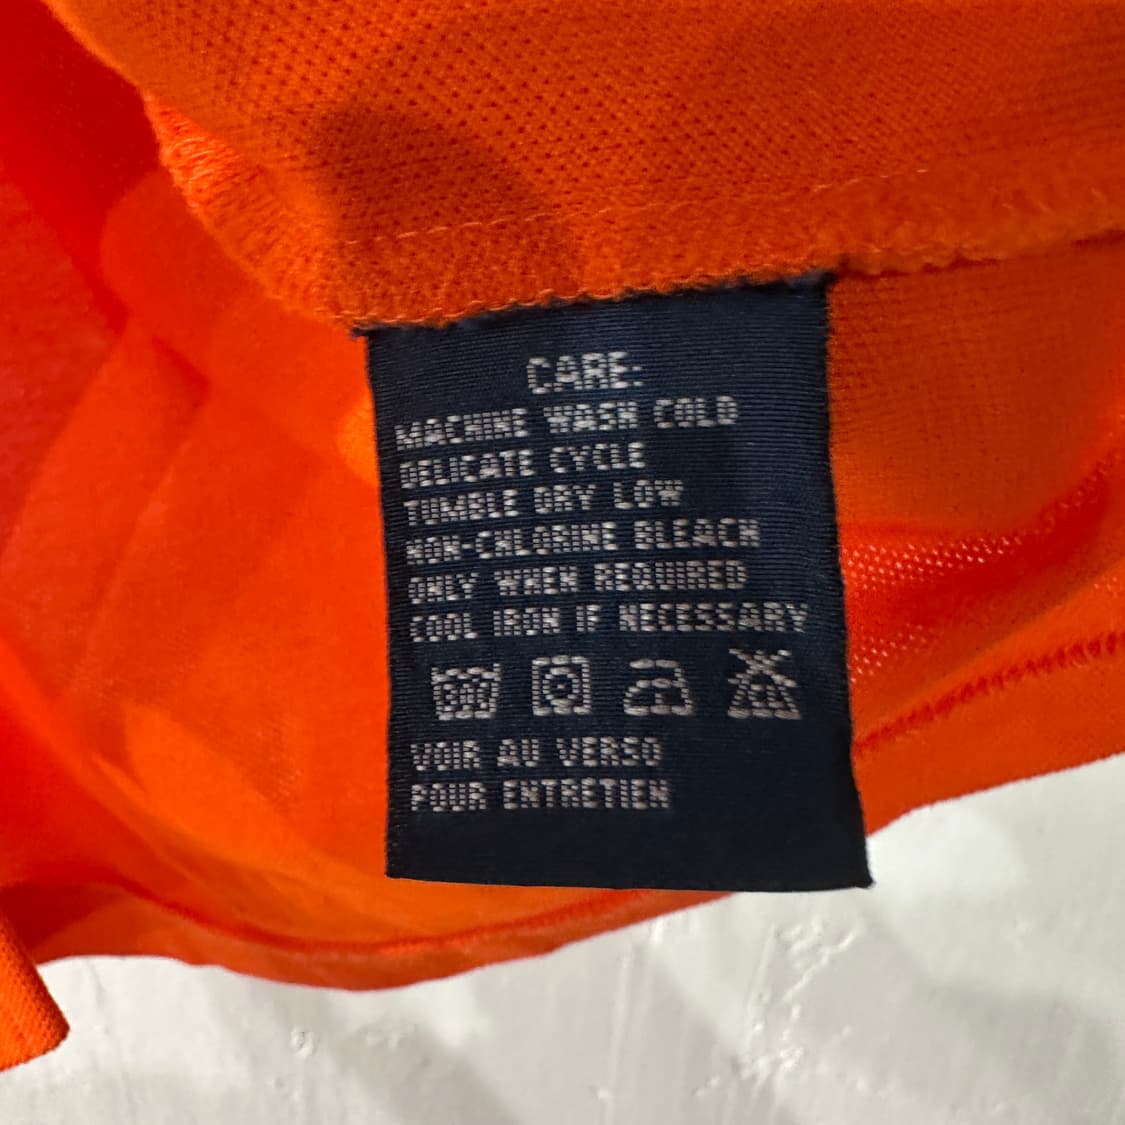 CARE:
MACHINE WASH COLD
DELICATE CYCLE
TUMBLE DRY LOW
NON-CHLORINE BLEACH
ONLY WHEN REQUIRED
COOL IRON IF NECESSARY
VOIR AU VERSO
POUR ENTRETIEN